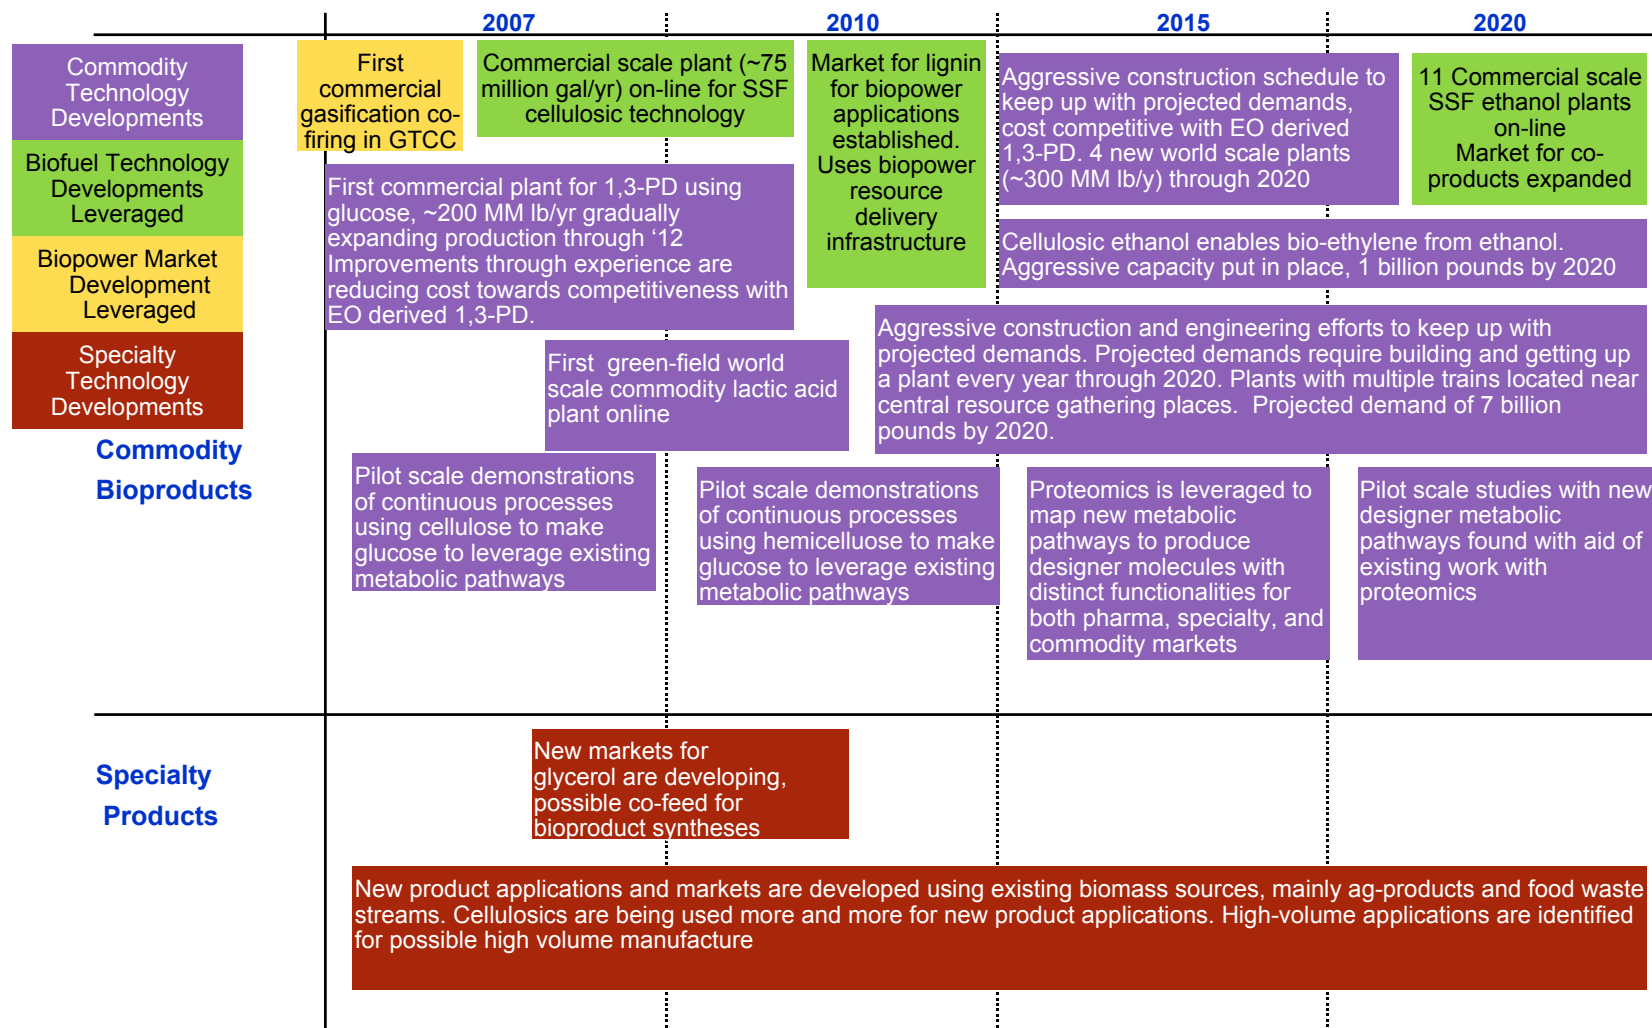 2007
2010
2015
2020
Commodity
Technology
Developments
Biofuel Technology
Developments
Leveraged
Biopower Market
Development
Leveraged
Specialty
Technology
Developments
Commodity
Bioproducts
First
commercial
gasification co-
firing in GTCC
Commercial scale plant (~75
million gal/yr) on-line for SSF
cellulosic technology
Market for lignin
for biopower
applications
established.
Uses biopower
resource
delivery
infrastructure
Aggressive construction schedule to
keep up with projected demands,
cost competitive with EO derived
1,3-PD. 4 new world scale plants
(~300 MM lb/y) through 2020
11 Commercial scale
SSF ethanol plants
on-line
Market for co-
products expanded
First commercial plant for 1,3-PD using
glucose, ~200 MM lb/yr gradually
expanding production through ‘12
Improvements through experience are
reducing cost towards competitiveness with
EO derived 1,3-PD.
Cellulosic ethanol enables bio-ethylene from ethanol.
Aggressive capacity put in place, 1 billion pounds by 2020
First green-field world
scale commodity lactic acid
plant online
Aggressive construction and engineering efforts to keep up with
projected demands. Projected demands require building and getting up
a plant every year through 2020. Plants with multiple trains located near
central resource gathering places. Projected demand of 7 billion
pounds by 2020.
Pilot scale demonstrations
of continuous processes
using cellulose to make
glucose to leverage existing
metabolic pathways
Pilot scale demonstrations
of continuous processes
using hemicelluose to make
glucose to leverage existing
metabolic pathways
Proteomics is leveraged to
map new metabolic
pathways to produce
designer molecules with
distinct functionalities for
both pharma, specialty, and
commodity markets
Pilot scale studies with new
designer metabolic
pathways found with aid of
existing work with
proteomics
Specialty
Products
New markets for
glycerol are developing,
possible co-feed for
bioproduct syntheses
New product applications and markets are developed using existing biomass sources, mainly ag-products and food waste
streams. Cellulosics are being used more and more for new product applications. High-volume applications are identified
for possible high volume manufacture